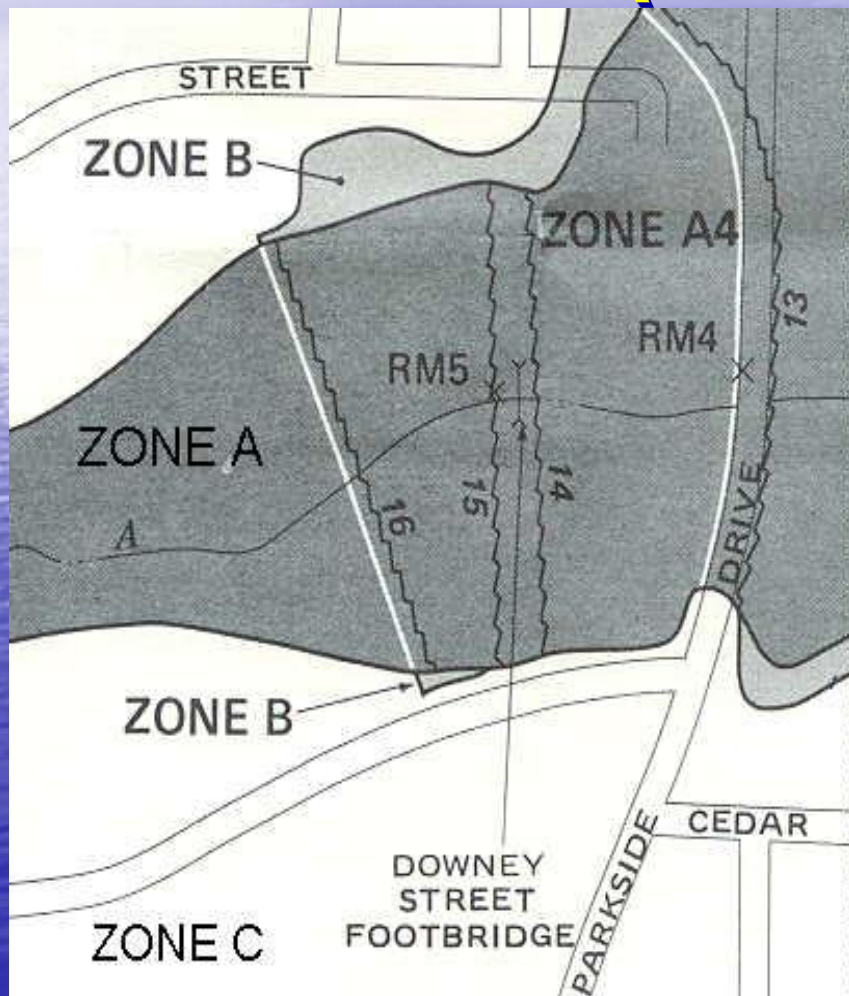 STREET
ZONE B
ZONE A4
13
RM4
RM5
ZONE A
A
16
15
14
DRIVE
ZONE B
DOWNEY
STREET
FOOTBRIDGE
PARKSIDE
CEDAR
ZONE C